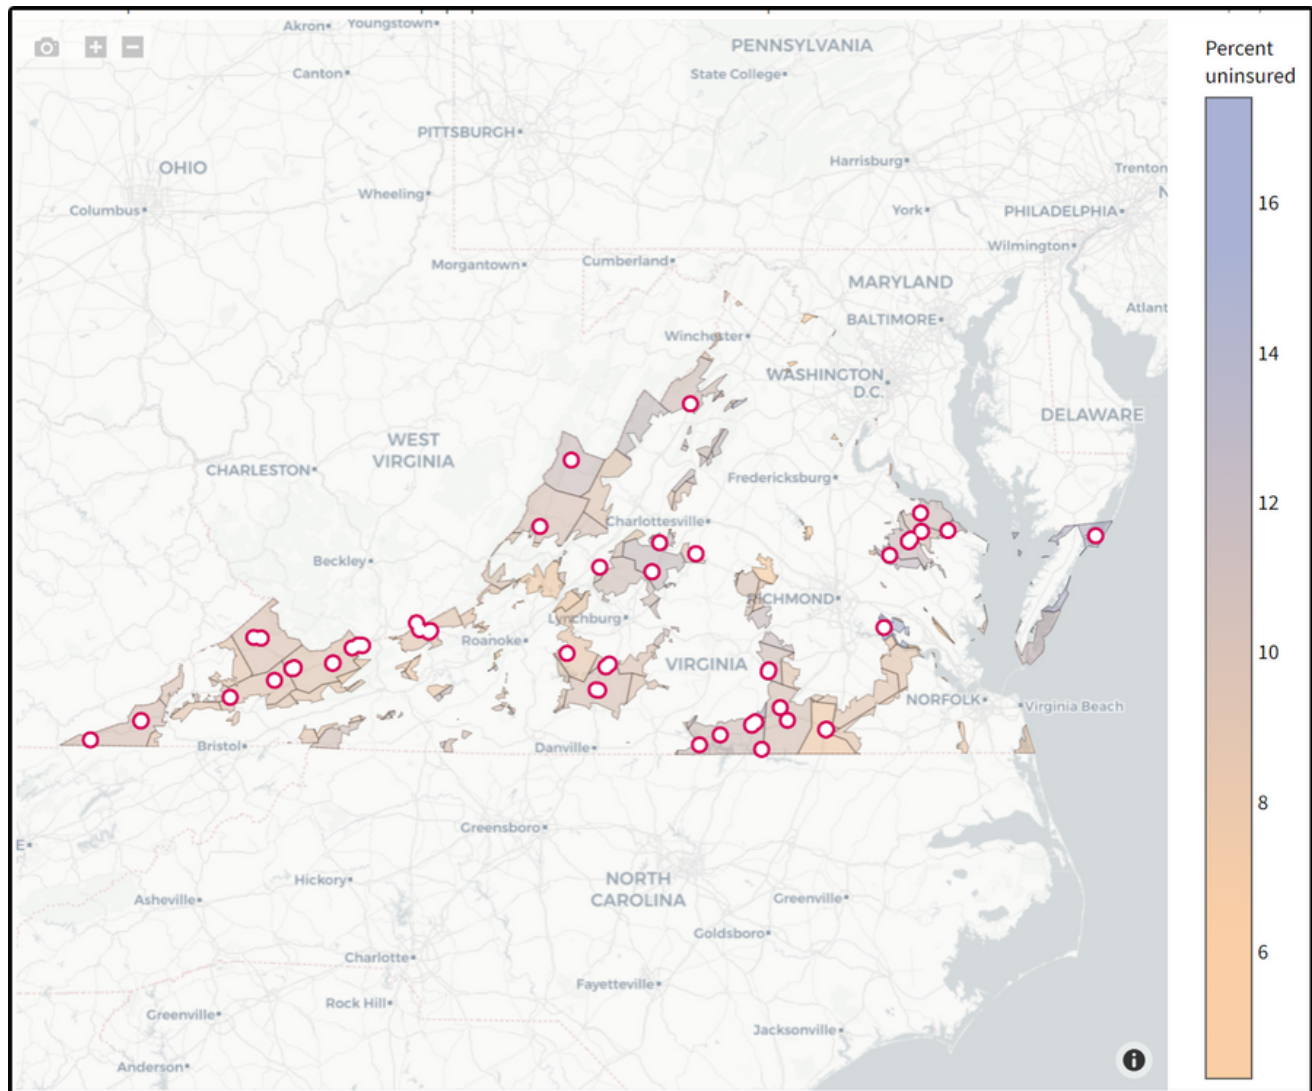 Akron
Youngstown
PENNSYLVANIA
Percent
uninsured
Canton
State College
PITTSBURGH
OHIO
Harrisburg
Trenton
Wheeling
N
16
Columbus
York
PHILADELPHIA
Wilmington
Morgantown
Cumberland
MARYLAND
Atlant
BALTIMORE
Winchester
14
WASHINGTON
D.C.
DELAWARE
WEST
VIRGINIA
CHARLESTON
Fredericksburg
12
Charlottesville
Beckley
RICHMOND
Lynchburg
Roanoke
10
VIRGINIA
NORFOLK
Virginia Beach
Bristol
Danville
8
Greensboro
E
Hickory
NORTH
CAROLINA
Asheville
Greenville
Goldsboro
6
Charlotte
Fayetteville
Rock Hill
Greenville
Jacksonville
Anderson
i